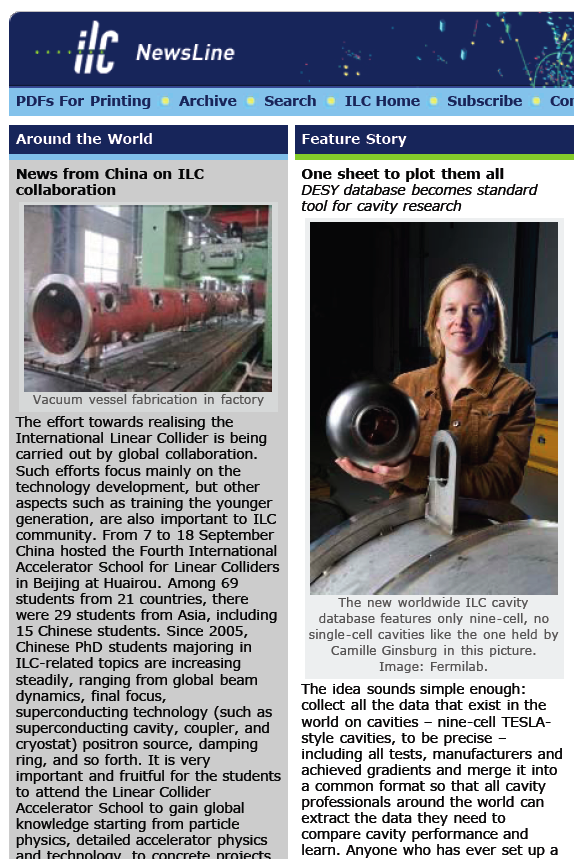 ilc NewsLine
PDFs For Printing Archive Search ILC Home Subscribe
Around the World
News from China on ILC
collaboration
Vacuum vessel fabrication in factory
The effort towards realising the
International Linear Collider is being
carried out by global collaboration.
Such efforts focus mainly on the
technology development, but other
aspects such as training the younger
generation, are also important to ILC
community. From 7 to 18 September
China hosted the Fourth International
Accelerator School for Linear Colliders
in Beijing at Huairou. Among 69
students from 21 countries, there
were 29 students from Asia, including
15 Chinese students. Since 2005,
Chinese PhD students majoring in
ILC-related topics are increasing
steadily, ranging from global beam
dynamics, final focus,
superconducting technology (such as
superconducting cavity, coupler, and
cryostat) positron source, damping
ring, and so forth. It is very
important and fruitful for the students
to attend the Linear Collider
Accelerator School to gain global
knowledge starting from particle
physics, detailed accelerator physics
and technology, to concrete projects
Feature Story
One sheet to plot them all
DESY database becomes standard
tool for cavity research
The new worldwide ILC cavity
database features only nine-cell, no
single-cell cavities like the one held by
Camille Ginsburg in this picture.
Image: Fermilab.
The idea sounds simple enough:
collect all the data that exist in the
world on cavities – nine-cell TESLA-
style cavities, to be precise –
including all tests, manufacturers and
achieved gradients and merge it into
a common format so that all cavity
professionals around the world can
extract the data they need to
compare cavity performance and
learn. Anyone who has ever set up a